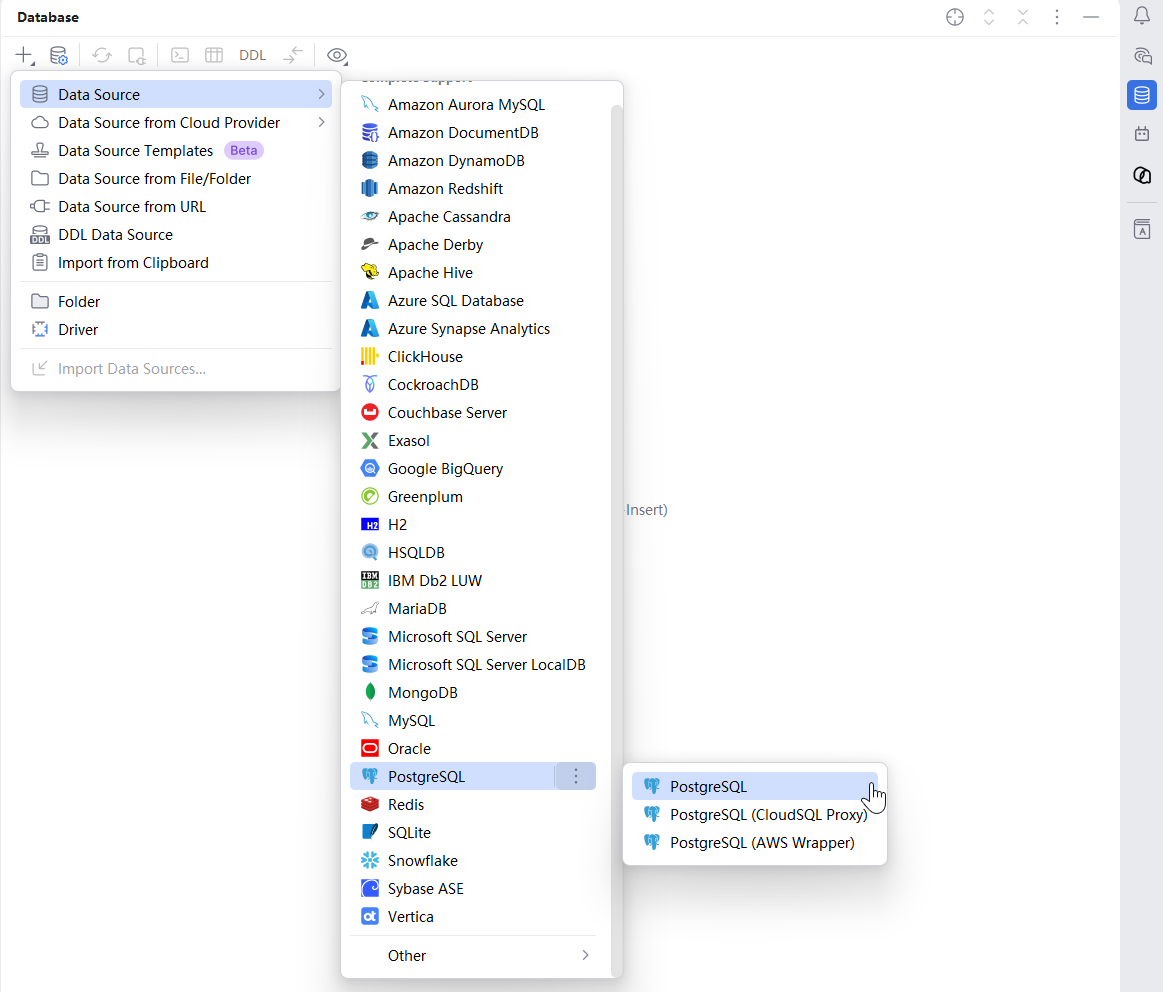 Database
DDL
Data Source
Data Source from Cloud Provider
Data Source Templates Beta
Data Source from File/Folder
Data Source from URL
DDL Data Source
Import from Clipboard
Folder
Driver
Import Data Sources...
Amazon Aurora MySQL
Amazon DocumentDB
Amazon DynamoDB
Amazon Redshift
Apache Cassandra
Apache Derby
Apache Hive
Azure SQL Database
Azure Synapse Analytics
ClickHouse
CockroachDB
Couchbase Server
Exasol
Google BigQuery
Greenplum
H2
HSQLDB
IBM Db2 LUW
MariaDB
Microsoft SQL Server
Microsoft SQL Server LocalDB
MongoDB
MySQL
Oracle
PostgreSQL
Redis
SQLite
Snowflake
Sybase ASE
Vertica
Other
-Insert)
PostgreSQL
PostgreSQL (CloudSQL Proxy)
PostgreSQL (AWS Wrapper)